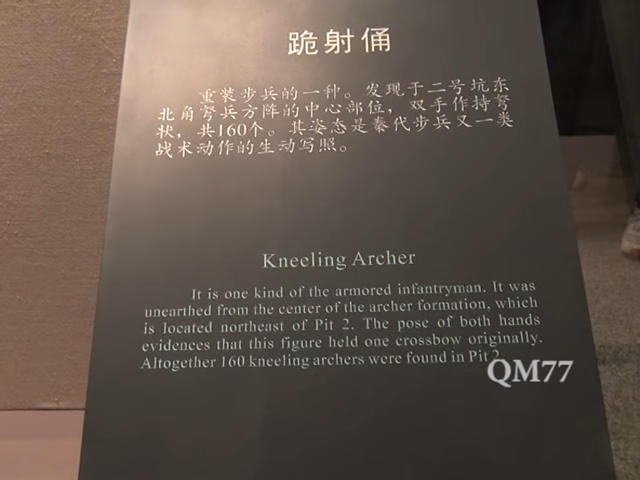 跪射俑
重装步兵的一种。发现于二号坑东
北角弩兵方阵的中心部位，双手作持弩
状，共160个。其姿态是秦代步兵又一类
战术动作的生动写照。
Kneeling Archer
It is one kind of the armored infantryman. It was
unearthed from the center of the archer formation, which
is located northeast of Pit 2. The pose of both hands
evidences that this figure held one crossbow originally.
Altogether 160 kneeling archers were found in Pit 2
QM77